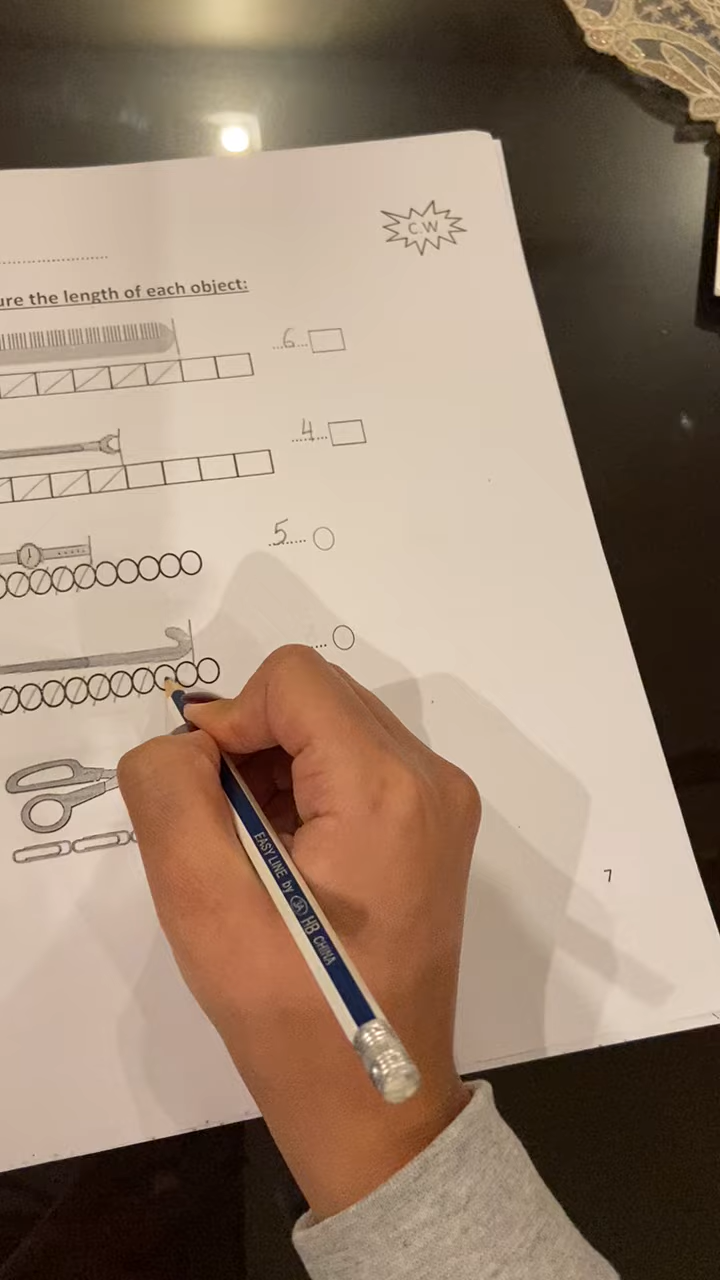 C.W
ure the length of each object:
...6...
....4....
..5.....
....
EASY LINE by HB CHINA
7